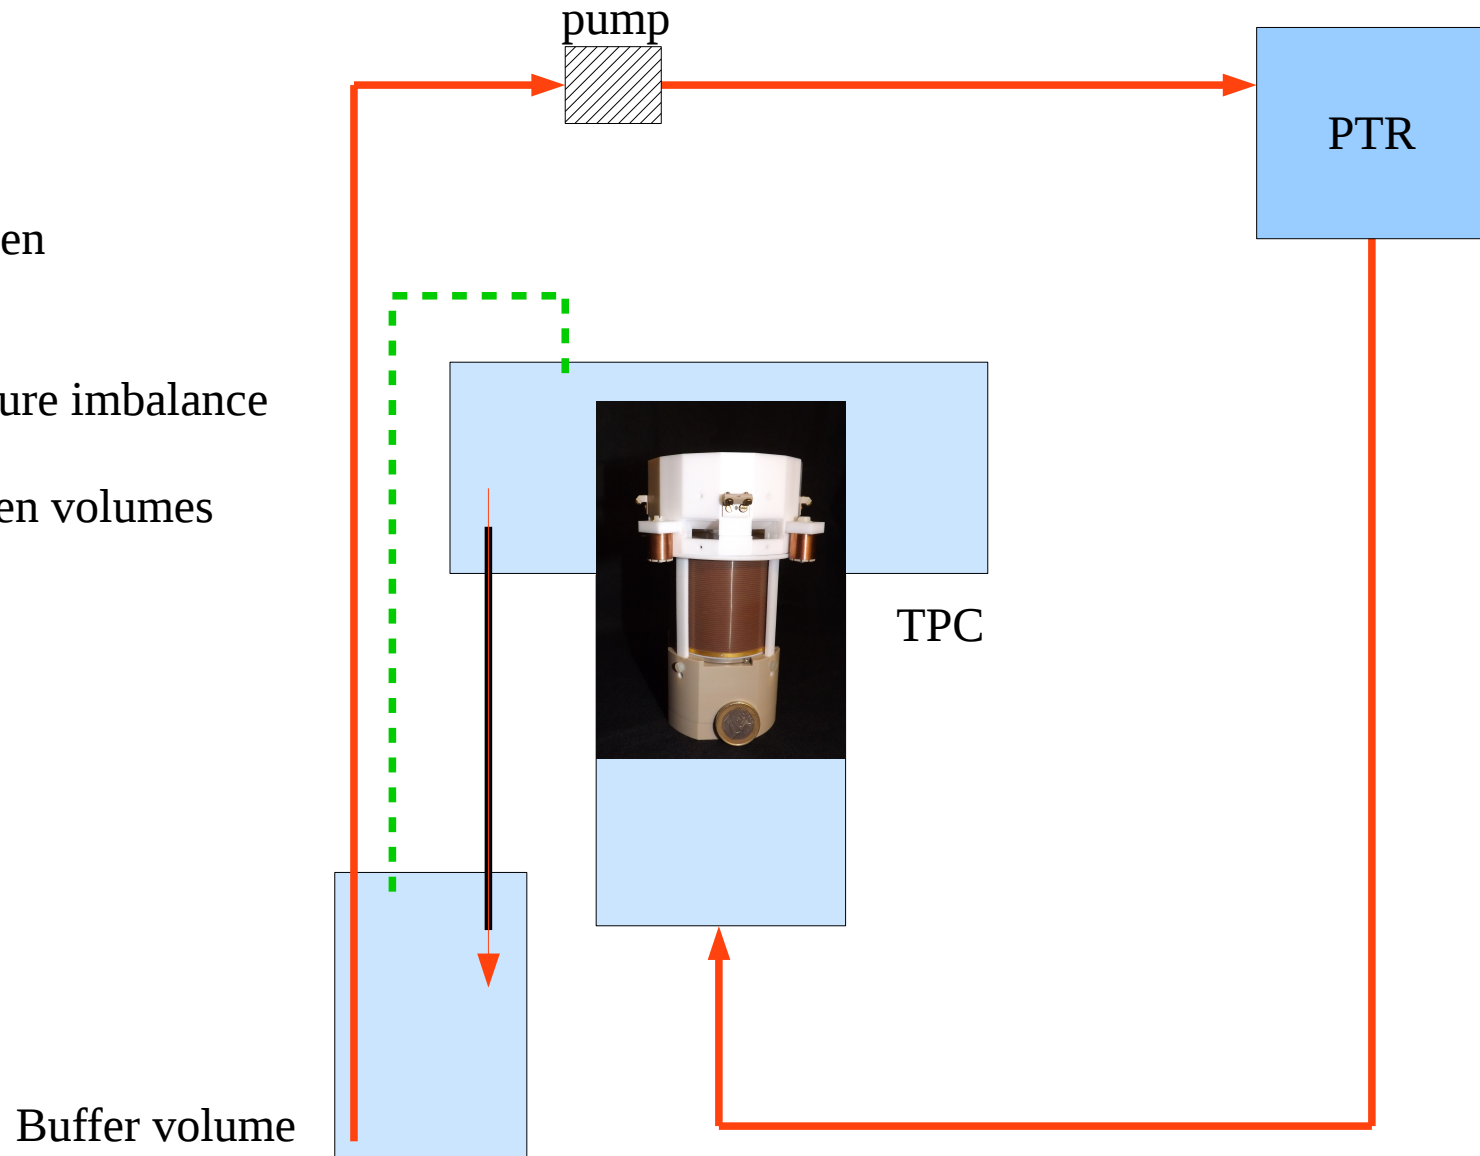 pump
PTR
en
ure imbalance
en volumes
TPC
Buffer volume